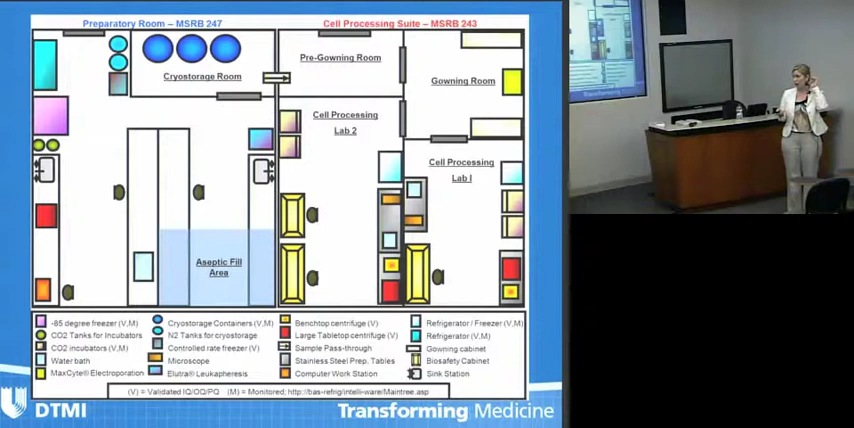 Preparatory Room – MSRB 247
Cell Processing Suite – MSRB 243
Cryostorage Room
Pre-Gowning Room
Gowning Room
Cell Processing
Lab 2
Cell Processing
Lab I
Aseptic Fill
Area
-85 degree freezer (V,M)
CO2 Tanks for Incubators
CO2 incubators (V,M)
Water bath
MaxCyte® Electroporation
Cryostorage Containers (V,M)
N2 Tanks for cryostorage
Controlled rate freezer (V)
Microscope
Elutra® Leukapheresis
Benchtop centrifuge (V)
Large Tabletop centrifuge (V)
Sample Pass-through
Stainless Steel Prep. Tables
Computer Work Station
Refrigerator / Freezer (V,M)
Refrigerator (V,M)
Gowning cabinet
Biosafety Cabinet
Sink Station
(V) = Validated IQ/OQ/PQ (M) = Monitored; http://bas-refrig/intelli-ware/Maintree.asp
DTMI
Transforming Medicine
Transforming